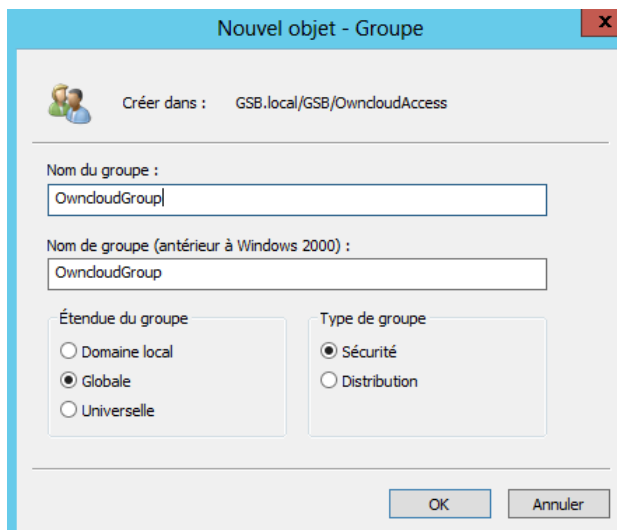 Nouvel objet - Groupe
x
Créer dans : GSB.local/GSB/OwncloudAccess
Nom du groupe :
OwncloudGroup
Nom de groupe (antérieur à Windows 2000) :
OwncloudGroup
Étendue du groupe
Domaine local
Globale
Universelle
Type de groupe
Sécurité
Distribution
OK
Annuler